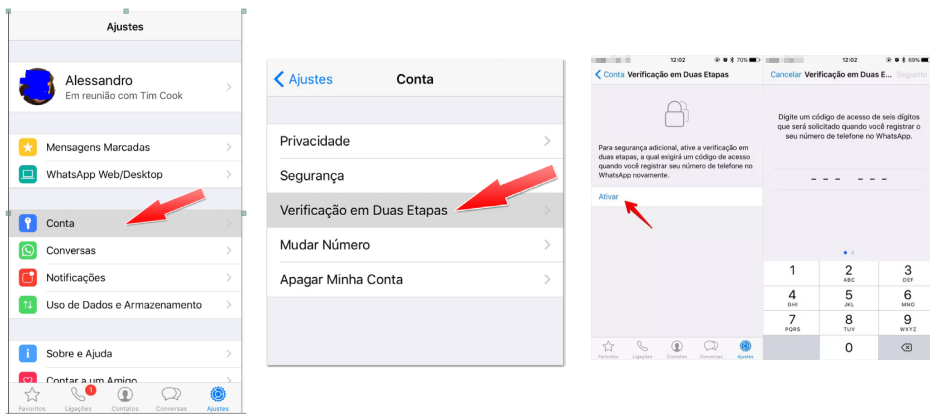 Ajustes
Alessandro
Em reunião com Tim Cook
Mensagens Marcadas
WhatsApp Web/Desktop
Conta
Conversas
Notificações
Uso de Dados e Armazenamento
Sobre e Ajuda
Contar a um Amigo
1
Favoritos Ligações Contatos Conversas Ajustes
Ajustes Conta
Privacidade
Segurança
Verificação em Duas Etapas
Mudar Número
Apagar Minha Conta
12:02 70%
Conta Verificação em Duas Etapas
Para segurança adicional, ative a verificação em
duas etapas, a qual exigirá um código de acesso
quando você registrar seu número de telefone no
WhatsApp novamente.
Ativar
Favoritos Ligações Contatos Conversas Ajustes
12:02 69%
Cancelar Verificação em Duas E... Seguinte
Digite um código de acesso de seis dígitos
que será solicitado quando você registrar o
seu número de telefone no WhatsApp.
1 2 3
ABC DEF
4 5 6
GHI JKL MNO
7 8 9
PQRS TUV WXYZ
0